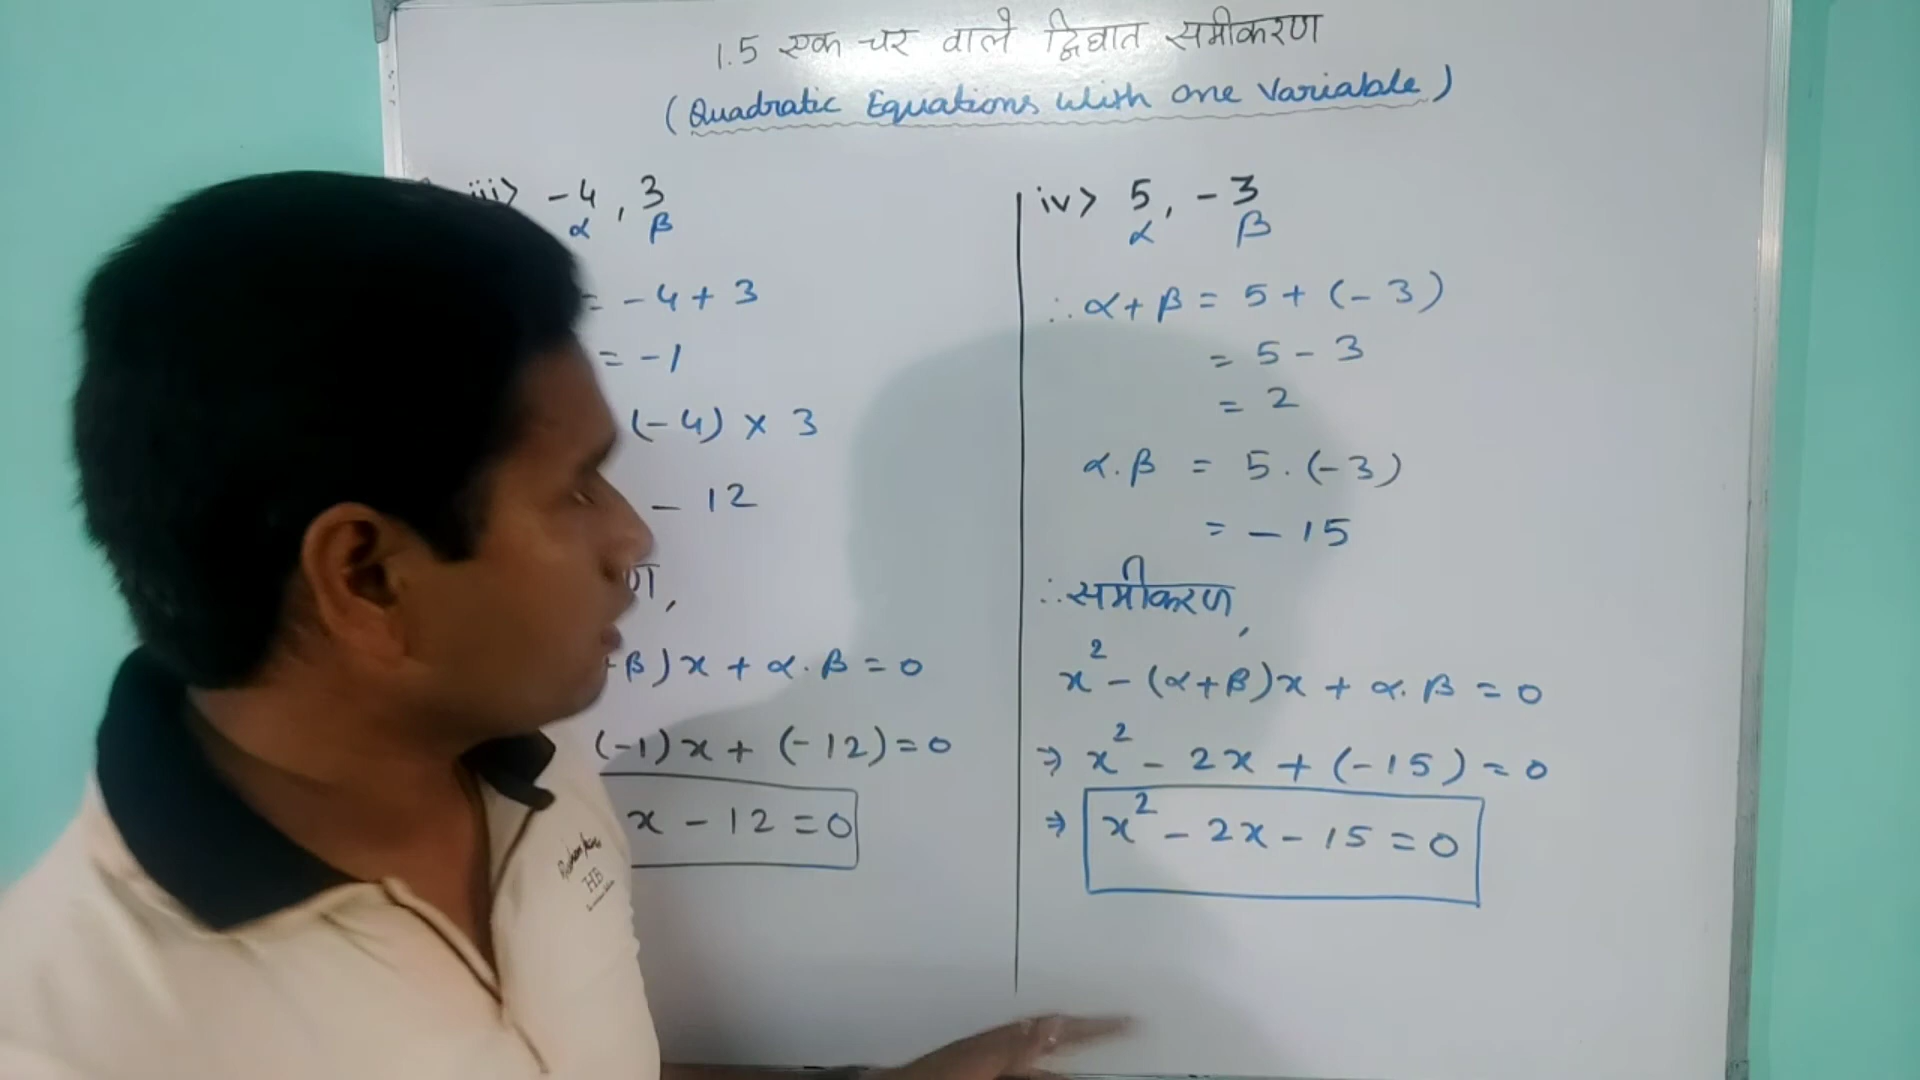 1.5 एक चर वाले द्विघात समीकरण
(Quadratic Equations With One Variable)
iii> -4, 3
α β
= -4 + 3
= -1
(-4) × 3
- 12
ण,
+β)x + α.β = 0
(-1)x + (-12) = 0
x - 12 = 0
iv> 5, -3
α β
∴ α + β = 5 + (-3)
= 5 - 3
= 2
α.β = 5.(-3)
= - 15
∴ समीकरण,
x² - (α+β)x + α.β = 0
⇒ x² - 2x + (-15) = 0
⇒ x² - 2x - 15 = 0
HB